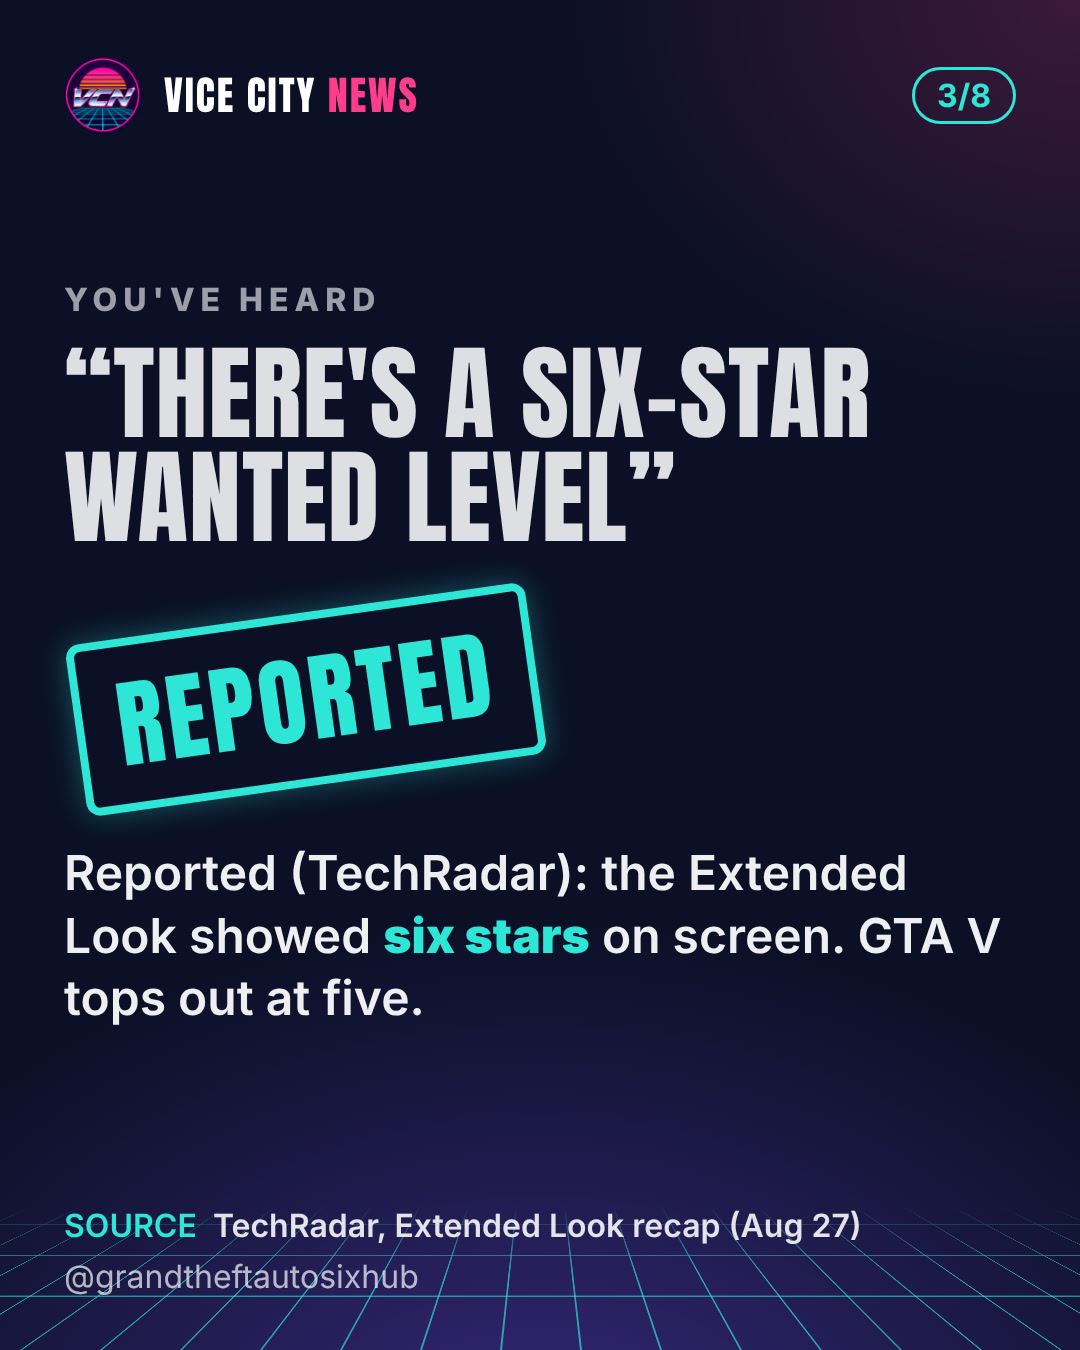 VCN
VICE CITY NEWS
3/8
YOU'VE HEARD
“THERE'S A SIX-STAR
WANTED LEVEL”
REPORTED
Reported (TechRadar): the Extended
Look showed six stars on screen. GTA V
tops out at five.
SOURCE TechRadar, Extended Look recap (Aug 27)
@grandtheftautosixhub